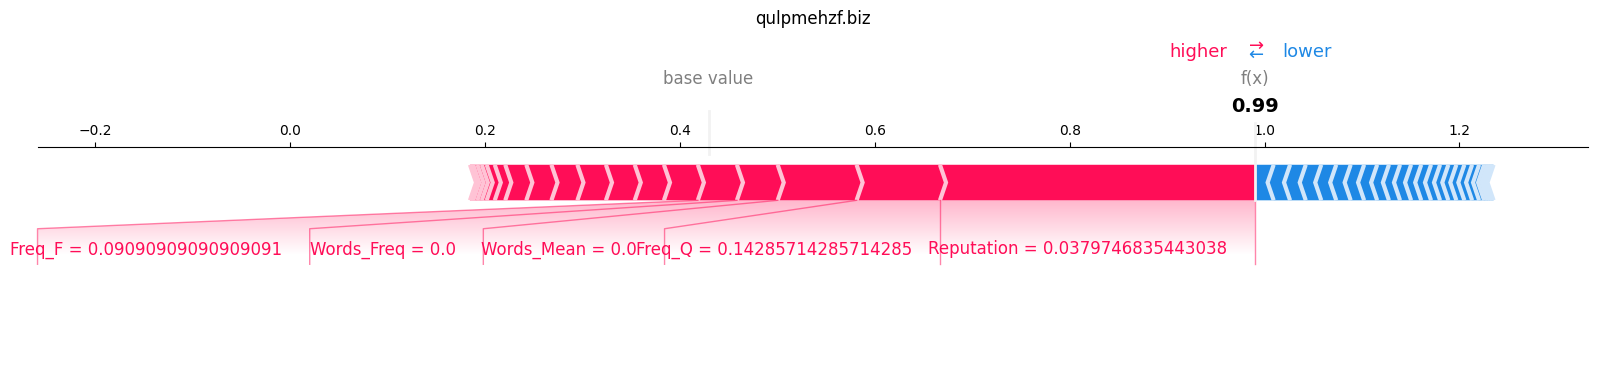 qulpmehzf.biz
higher ⇄ lower
base value f(x)
0.99
−0.2 0.0 0.2 0.4 0.6 0.8 1.0 1.2
Freq_F = 0.09090909090909091 Words_Freq = 0.0 Words_Mean = 0.0 Freq_Q = 0.14285714285714285 Reputation = 0.0379746835443038